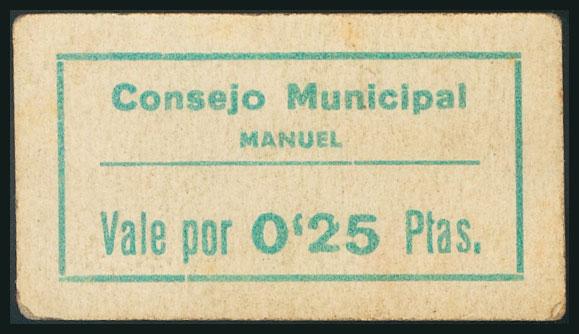 Consejo Municipal
MANUEL
Vale por 0‘25 Ptas.